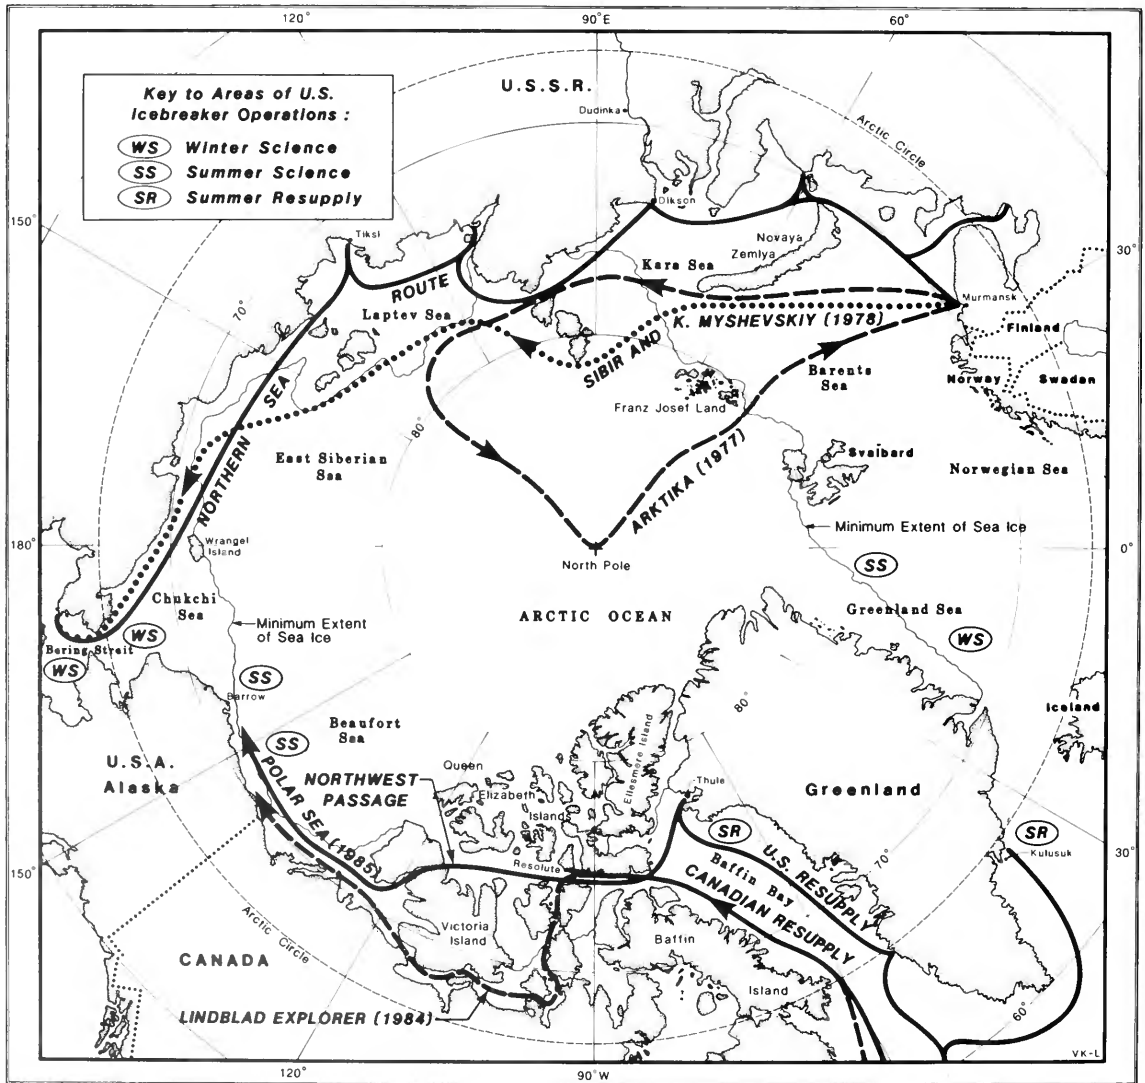 120°
90°E
60°
Key to Areas of U.S.
Icebreaker Operations :
WS Winter Science
SS Summer Science
SR Summer Resupply
U.S.S.R.
Dudinka
Arctic Circle
150°
30°
Tiksi
Dikson
Novaya
Zemlya
Kara Sea
ROUTE
Laptev Sea
Murmansk
K. MYSHEVSKIY (1978)
SIBIR AND
Finland
70°
SEA
Barents
Sea
Norway
Swadan
Franz Josef Land
80°
ARKTIKA (1977)
East Siberian
Saa
NORTHERN
Svaibard
Norwegian Sea
Minimum Extent of Sea Ice
180°
Wrangel
Island
North Pole
0°
SS
Chukchi
Sea
ARCTIC OCEAN
Greenland Sea
Minimum Extent
of Sea Ice
WS
WS
Bering Strait
WS
SS
Barrow
80°
Iceland
Beaufort
Saa
SS
U.S.A.
Alaska
Queen
Elizabeth
Islands
Ellesmere Island
NORTHWEST
PASSAGE
Thule
Greenland
POLAR SEA (1985)
SR
SR
Kulusuk
150°
30°
Resolute
70°
Baffin Bay
U.S. RESUPPLY
CANADIAN RESUPPLY
Arctic Circle
Victoria
Island
Baffin
Island
CANADA
60°
LINDBLAD EXPLORER (1984)
VK-L
120°
90°W